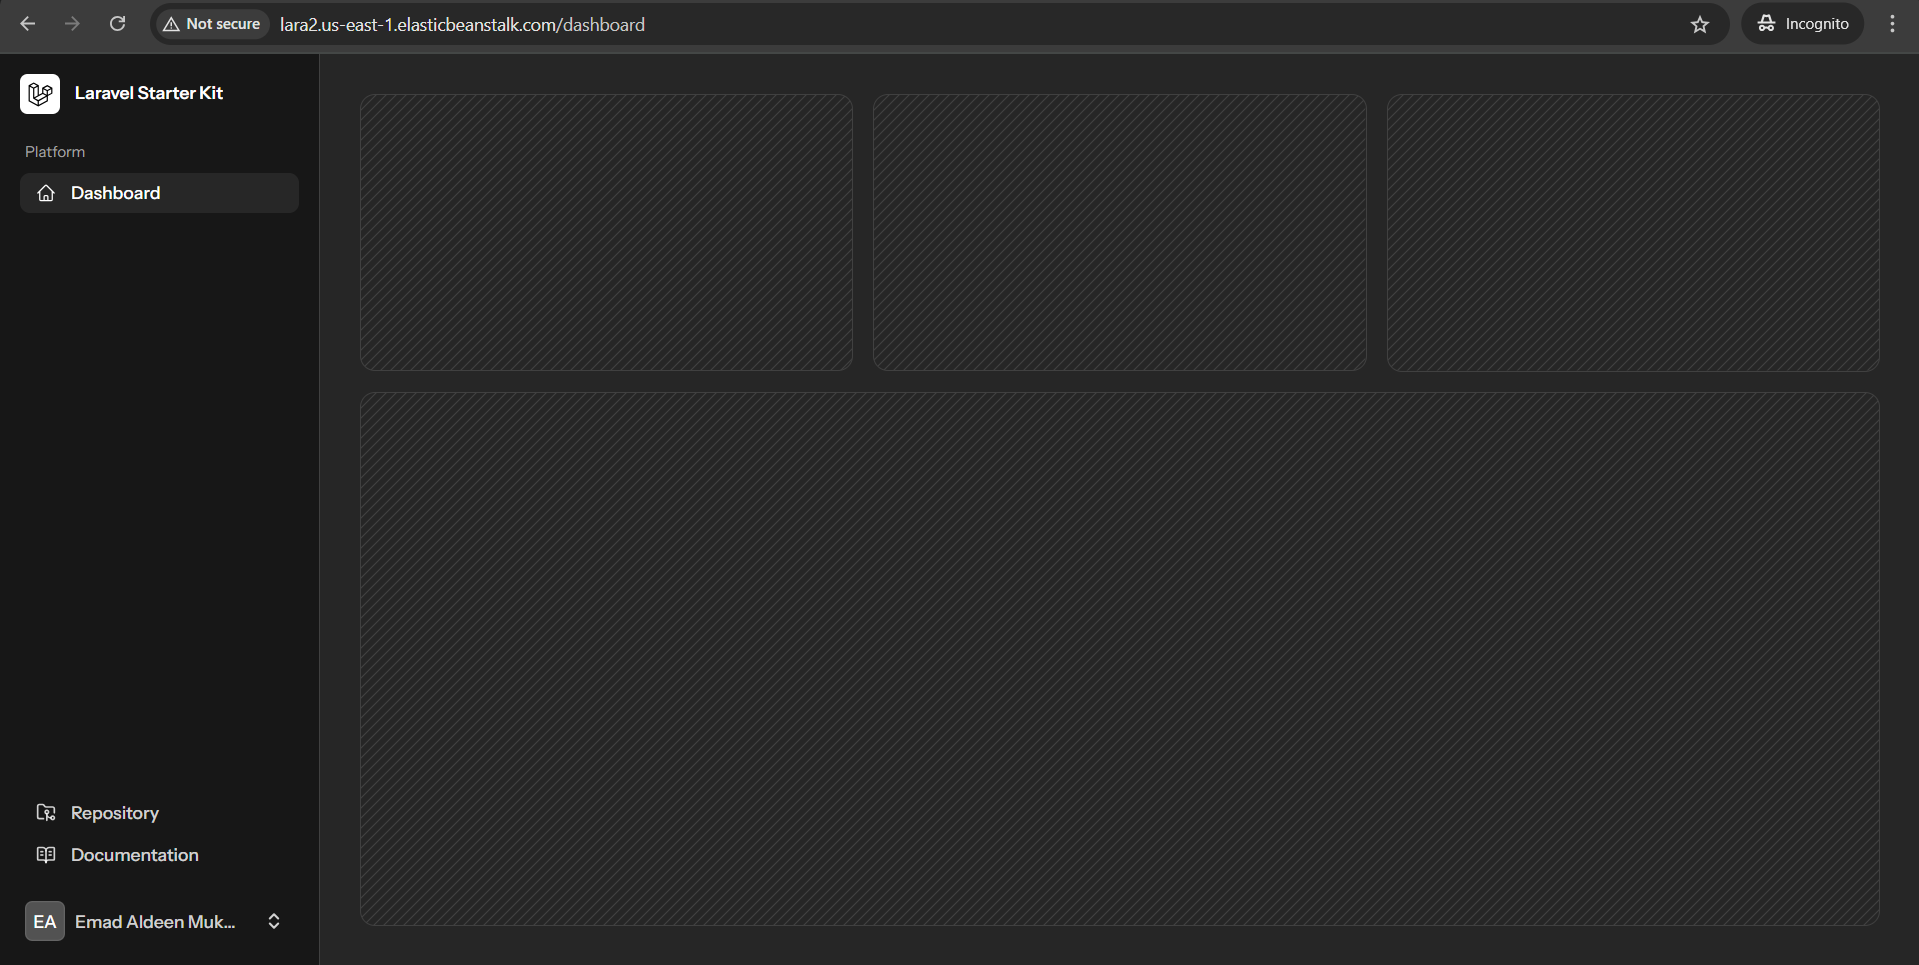 Not secure lara2.us-east-1.elasticbeanstalk.com/dashboard Incognito
Laravel Starter Kit
Platform
Dashboard
Repository
Documentation
EA Emad Aldeen Muk...